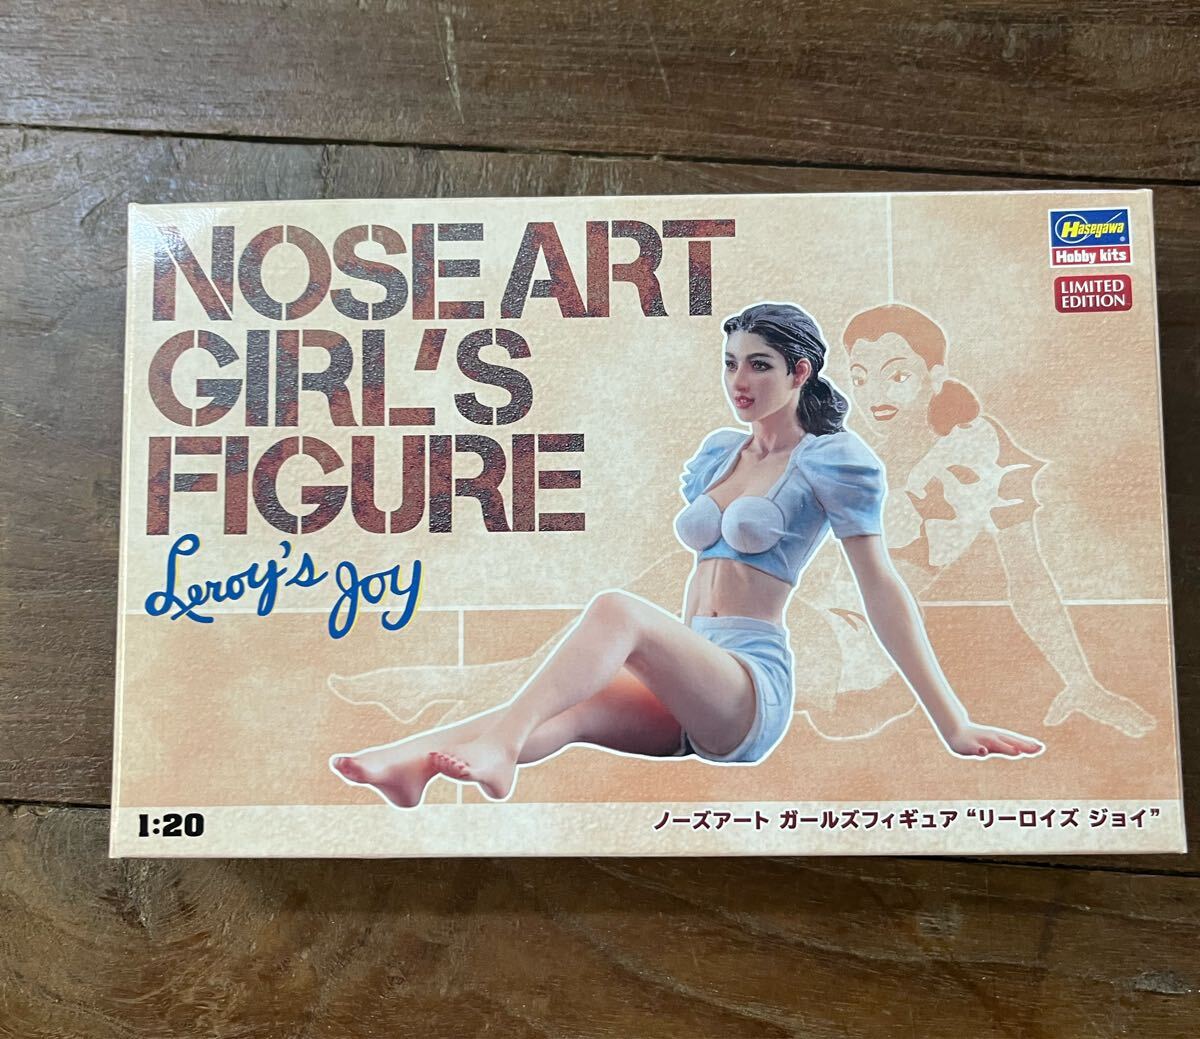 NOSE ART
GIRL'S
FIGURE
Leroy's Joy
Hasegawa
Hobby kits
LIMITED
EDITION
1:20
ノーズアート ガールズフィギュア “リーロイズ ジョイ”